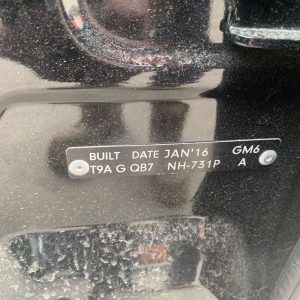 BUILT DATE JAN'16 GM6
T9A G QB7 NH-731P A